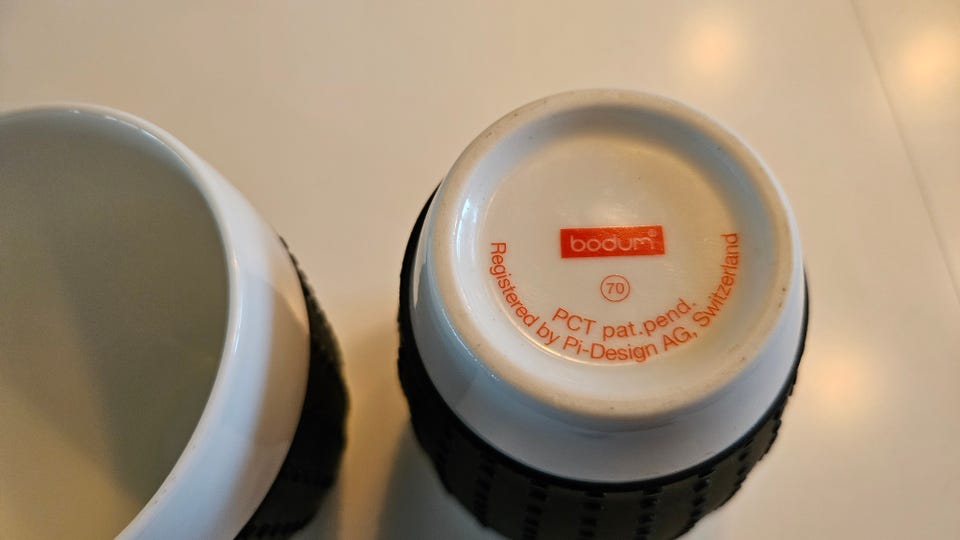 bodum®
70
PCT pat.pend.
Registered by Pi-Design AG, Switzerland